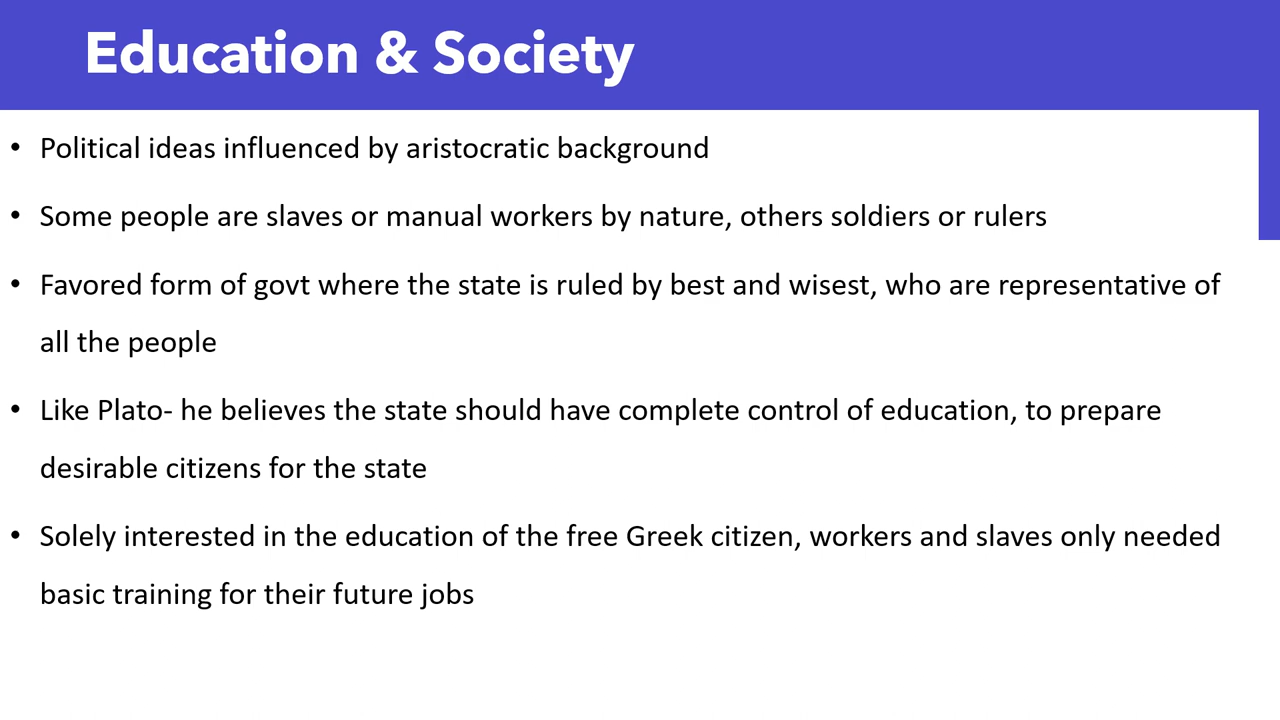 Education & Society
• Political ideas influenced by aristocratic background
• Some people are slaves or manual workers by nature, others soldiers or rulers
• Favored form of govt where the state is ruled by best and wisest, who are representative of
all the people
• Like Plato- he believes the state should have complete control of education, to prepare
desirable citizens for the state
• Solely interested in the education of the free Greek citizen, workers and slaves only needed
basic training for their future jobs